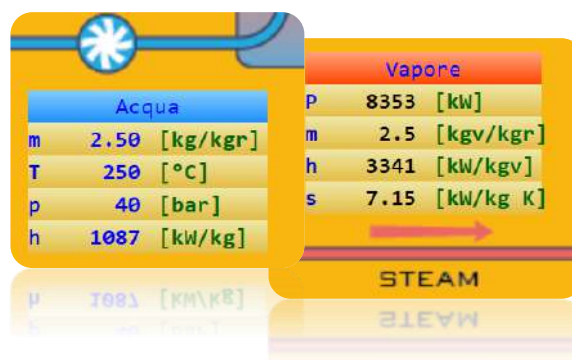 Acqua
m 2.50 [kg/kgr]
T 250 [°C]
p 40 [bar]
h 1087 [kW/kg]
Vapore
P 8353 [kW]
m 2.5 [kgv/kgr]
h 3341 [kW/kgv]
s 7.15 [kW/kg K]
STEAM